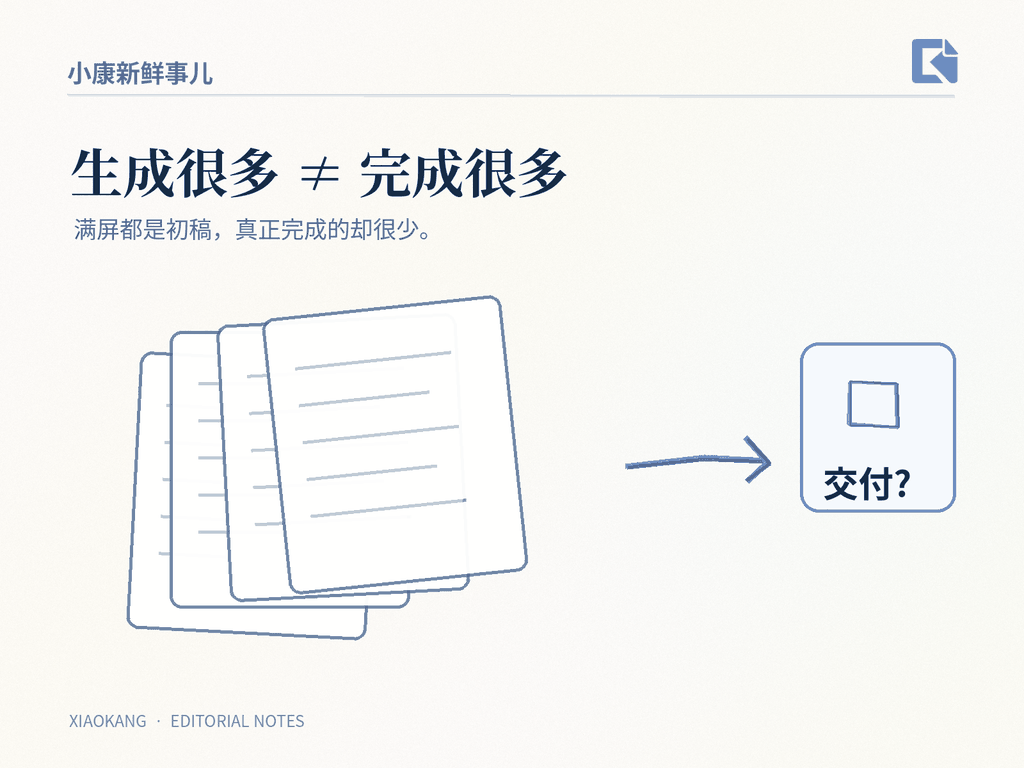 小康新鲜事儿
生成很多 ≠ 完成很多
满屏都是初稿，真正完成的却很少。
交付?
XIAOKANG · EDITORIAL NOTES